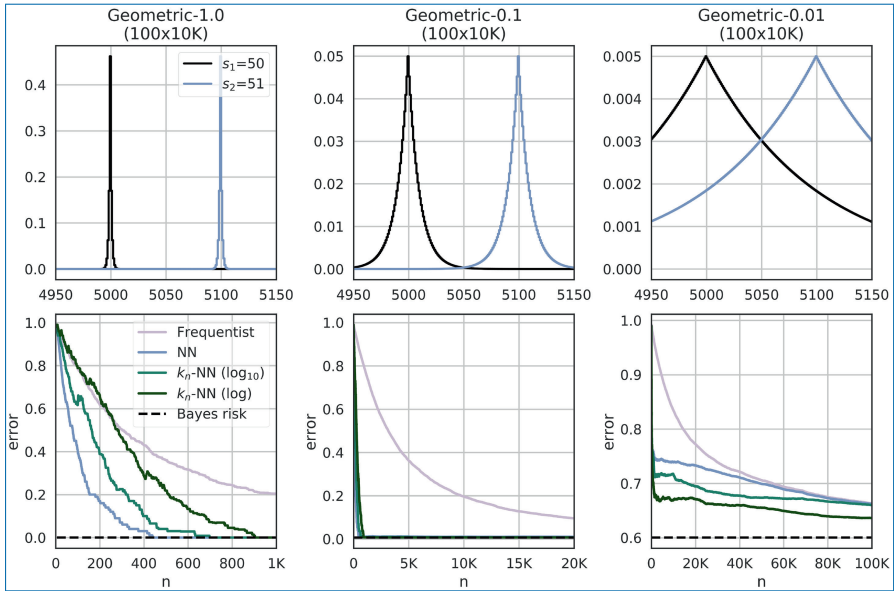 Geometric-1.0
(100x10K)
Geometric-0.1
(100x10K)
Geometric-0.01
(100x10K)
0.4
0.3
0.2
0.1
0.0
s₁=50
s₂=51
4950 5000 5050 5100 5150
0.05
0.04
0.03
0.02
0.01
0.00
4950 5000 5050 5100 5150
0.005
0.004
0.003
0.002
0.001
0.000
4950 5000 5050 5100 5150
error
1.0
0.8
0.6
0.4
0.2
0.0
Frequentist
NN
kₙ-NN (log₁₀)
kₙ-NN (log)
Bayes risk
0 200 400 600 800 1K
n
error
1.0
0.8
0.6
0.4
0.2
0.0
0 5K 10K 15K 20K
n
error
1.0
0.9
0.8
0.7
0.6
0 20K 40K 60K 80K 100K
n